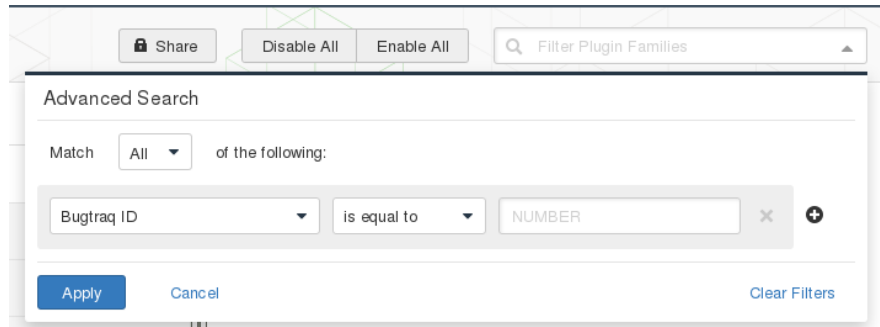 Share Disable All Enable All Filter Plugin Families
Advanced Search
Match All of the following:
Bugtraq ID is equal to NUMBER
Apply Cancel Clear Filters